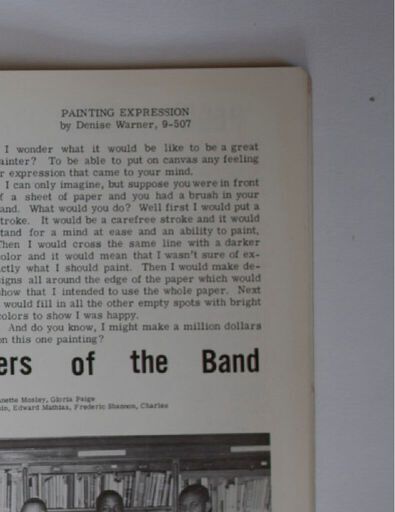 PAINTING EXPRESSION
by Denise Warner, 9-507
I wonder what it would be like to be a great
ainter? To be able to put on canvas any feeling
r expression that came to your mind.
I can only imagine, but suppose you were in front
f a sheet of paper and you had a brush in your
and. What would you do? Well first I would put a
troke. It would be a carefree stroke and it would
tand for a mind at ease and an ability to paint,
Then I would cross the same line with a darker
olor and it would mean that I wasn't sure of ex-
ctly what I should paint. Then I would make de-
igns all around the edge of the paper which would
how that I intended to use the whole paper. Next
would fill in all the other empty spots with bright
colors to show I was happy.
And do you know, I might make a million dollars
on this one painting?
ers of the Band
nette Mosley, Gloria Paige
in, Edward Mathias, Frederic Shannon, Charles